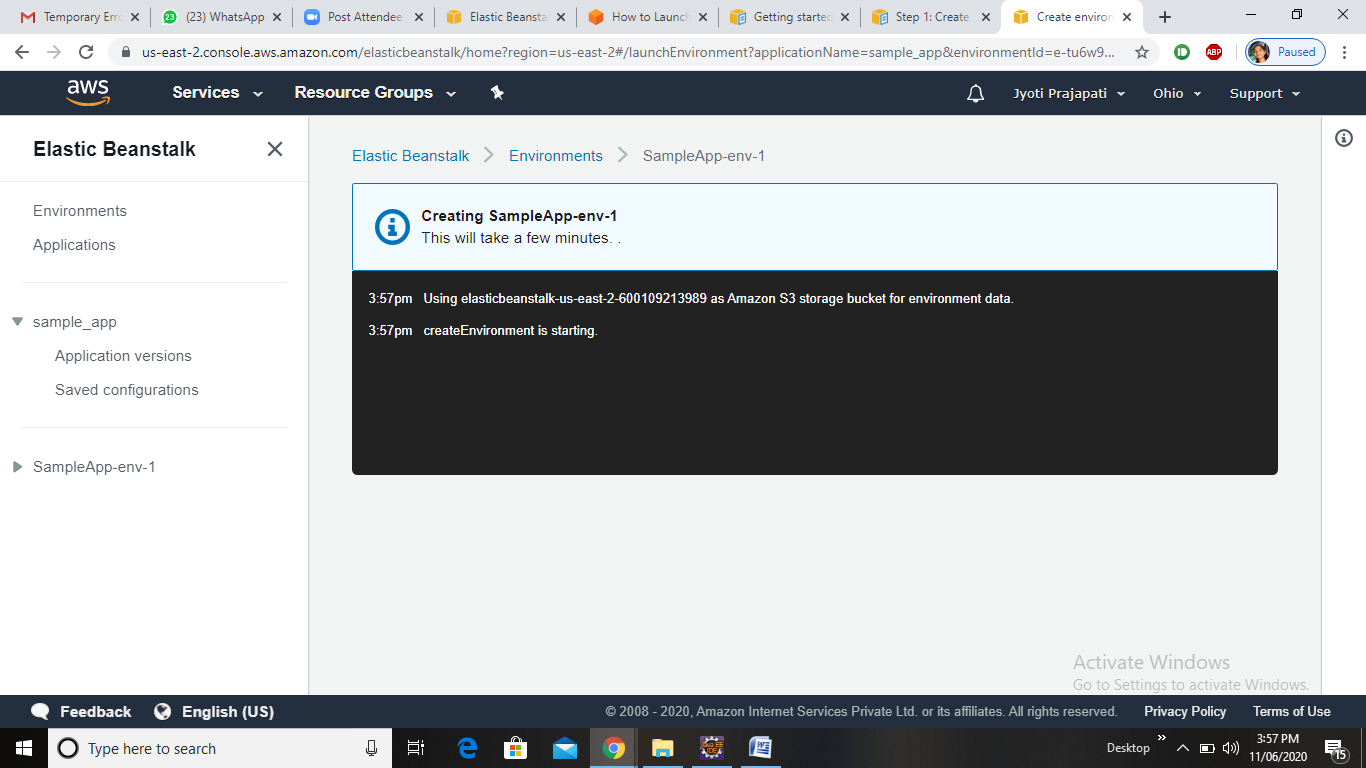 Temporary Erro
(23) WhatsApp
Post Attendee
Elastic Beansta
How to Launch
Getting started
Step 1: Create
Create environ
us-east-2.console.aws.amazon.com/elasticbeanstalk/home?region=us-east-2#/launchEnvironment?applicationName=sample_app&environmentId=e-tu6w9...
ABP
Paused
aws
Services
Resource Groups
Jyoti Prajapati
Ohio
Support
Elastic Beanstalk
Environments
Applications
sample_app
Application versions
Saved configurations
SampleApp-env-1
Elastic Beanstalk
Environments
SampleApp-env-1
Creating SampleApp-env-1
This will take a few minutes. .
3:57pm Using elasticbeanstalk-us-east-2-600109213989 as Amazon S3 storage bucket for environment data.
3:57pm createEnvironment is starting.
Activate Windows
Go to Settings to activate Windows.
Feedback
English (US)
© 2008 - 2020, Amazon Internet Services Private Ltd. or its affiliates. All rights reserved.
Privacy Policy
Terms of Use
Type here to search
Java EE
IDE
Desktop
3:57 PM
11/06/2020
15